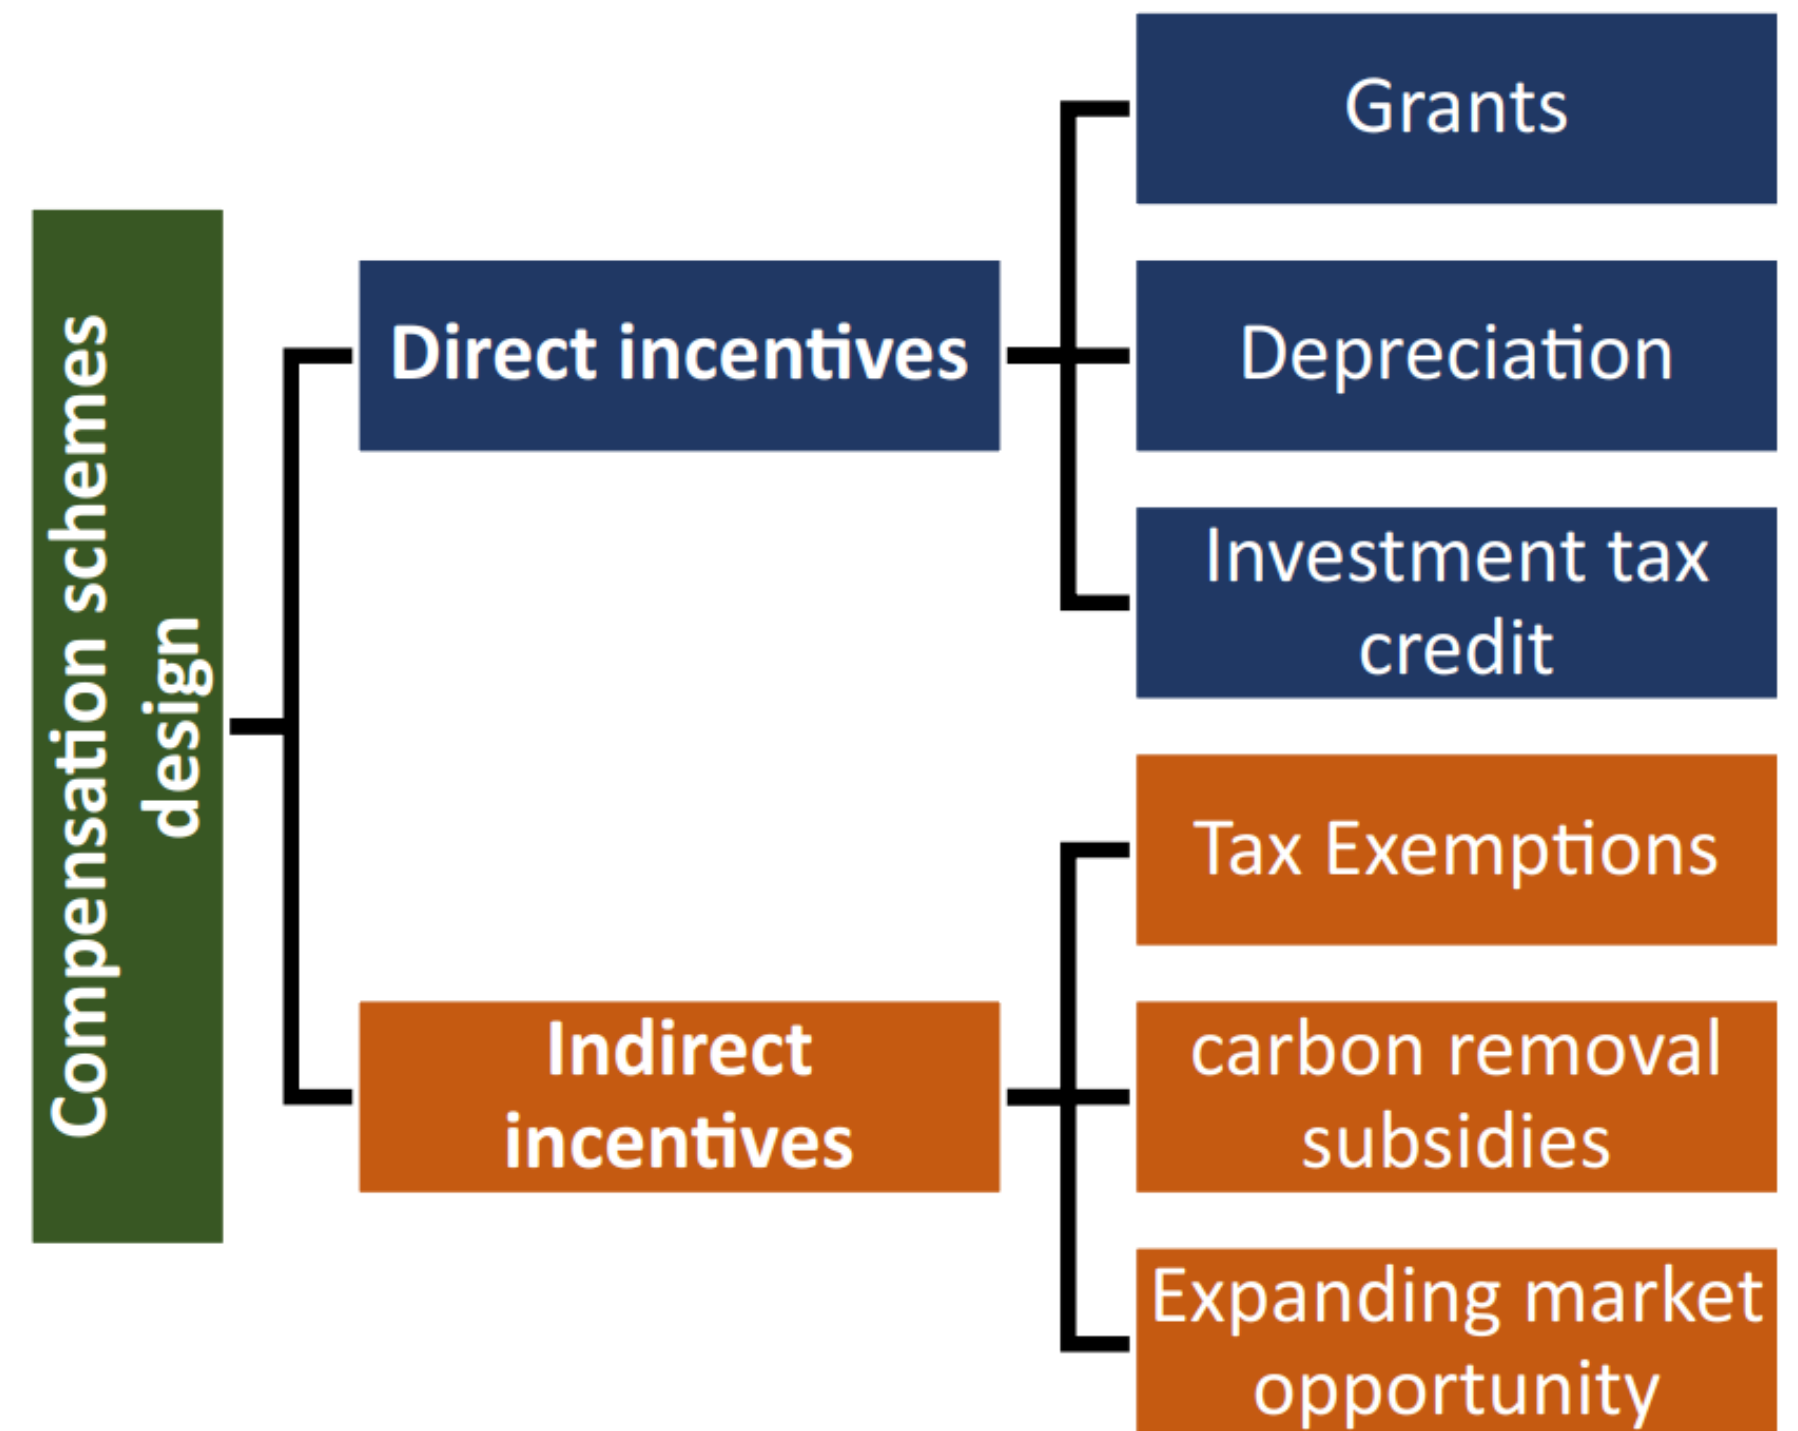 Compensation schemes
design
Direct incentives
Grants
Depreciation
Investment tax
credit
Indirect
incentives
Tax Exemptions
carbon removal
subsidies
Expanding market
opportunity